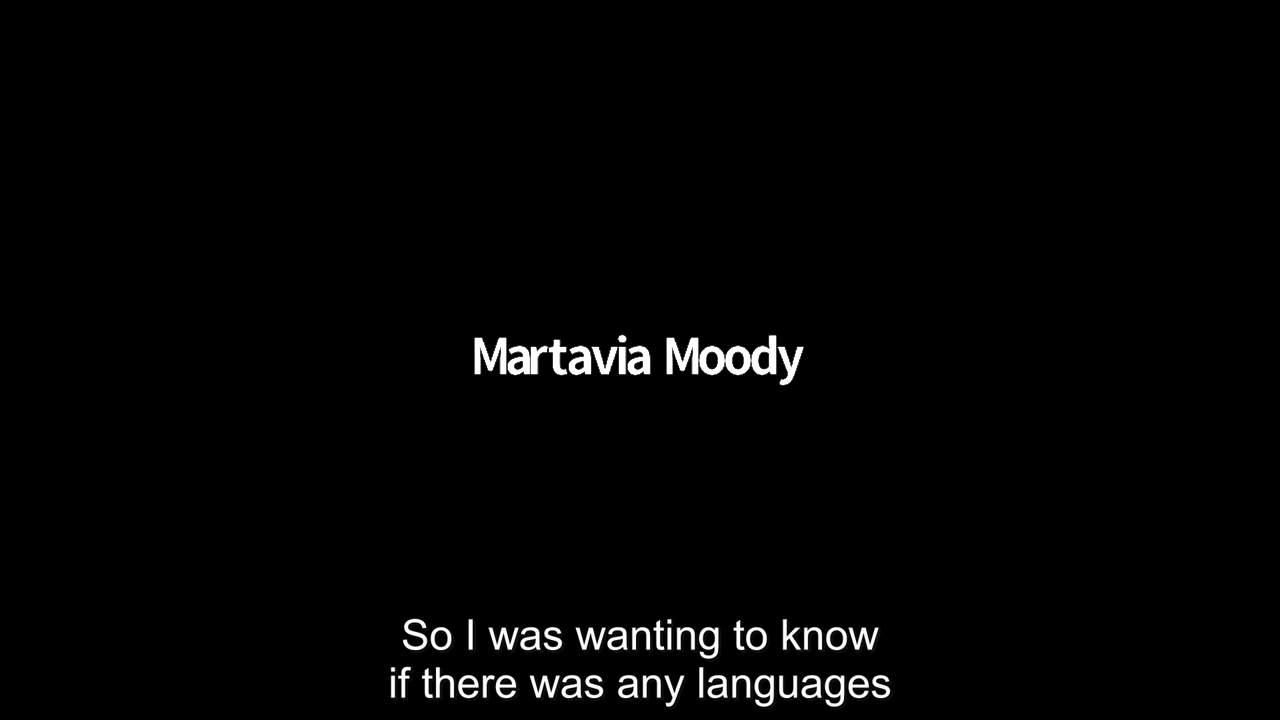 Martavia Moody
So I was wanting to know
if there was any languages